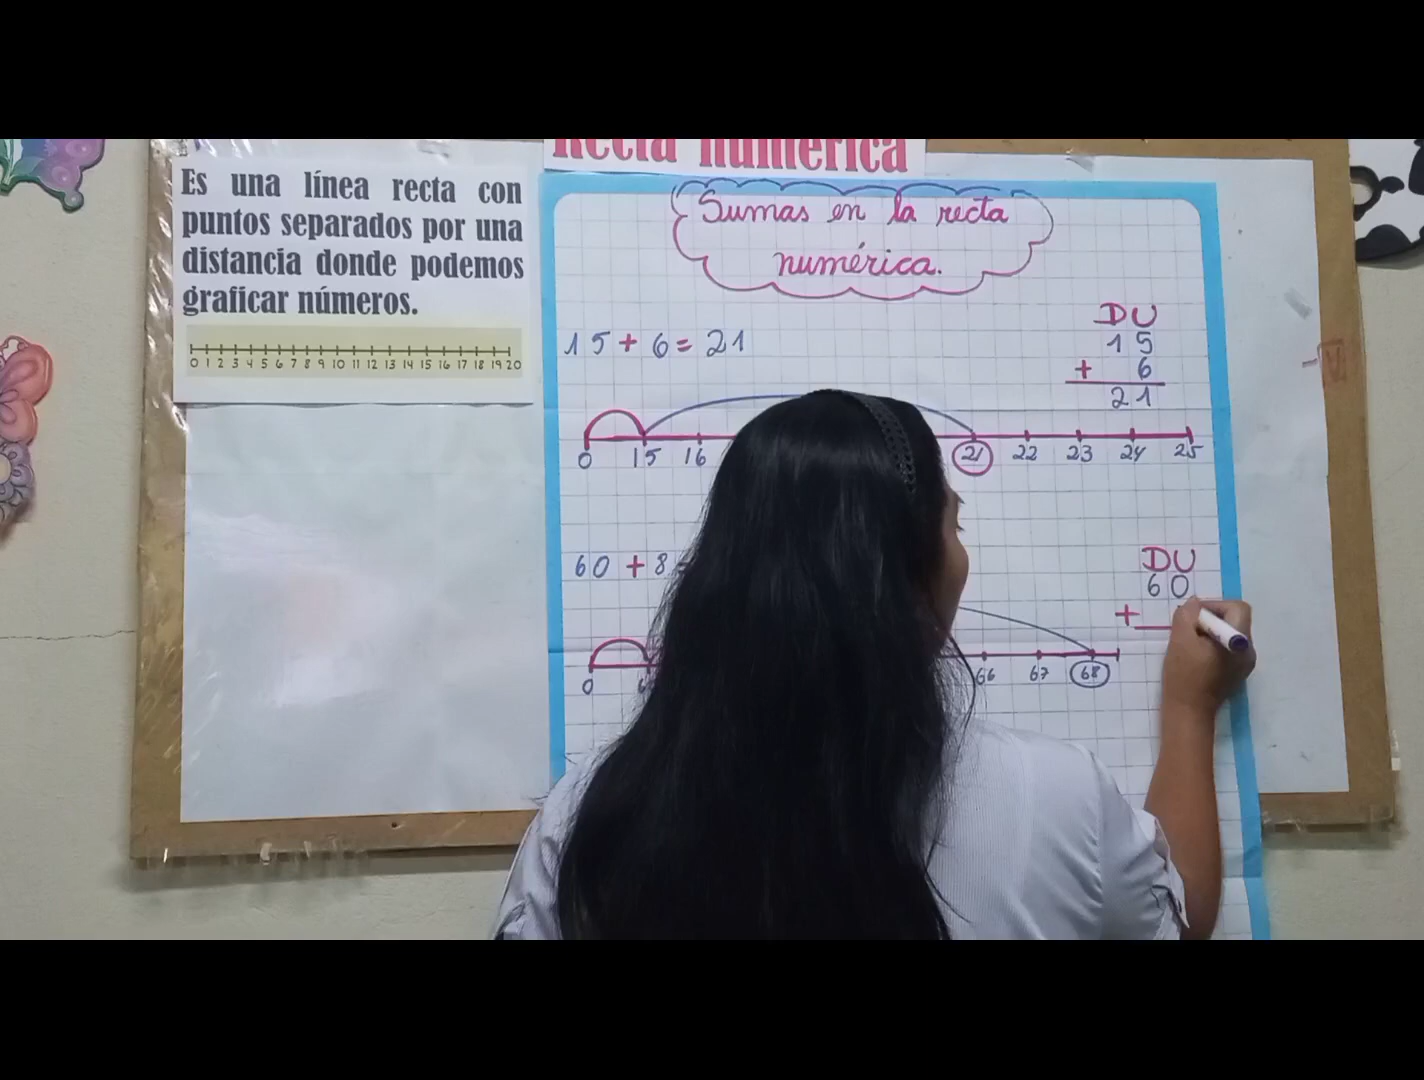 Es una línea recta con
puntos separados por una
distancia donde podemos
graficar números.
0 1 2 3 4 5 6 7 8 9 10 11 12 13 14 15 16 17 18 19 20
Recta numérica
Sumas en la recta
numérica.
15 + 6 = 21
DU
15
+ 6
21
0 15 16 21 22 23 24 25
60 + 8 =
DU
60
+
0 6 66 67 68